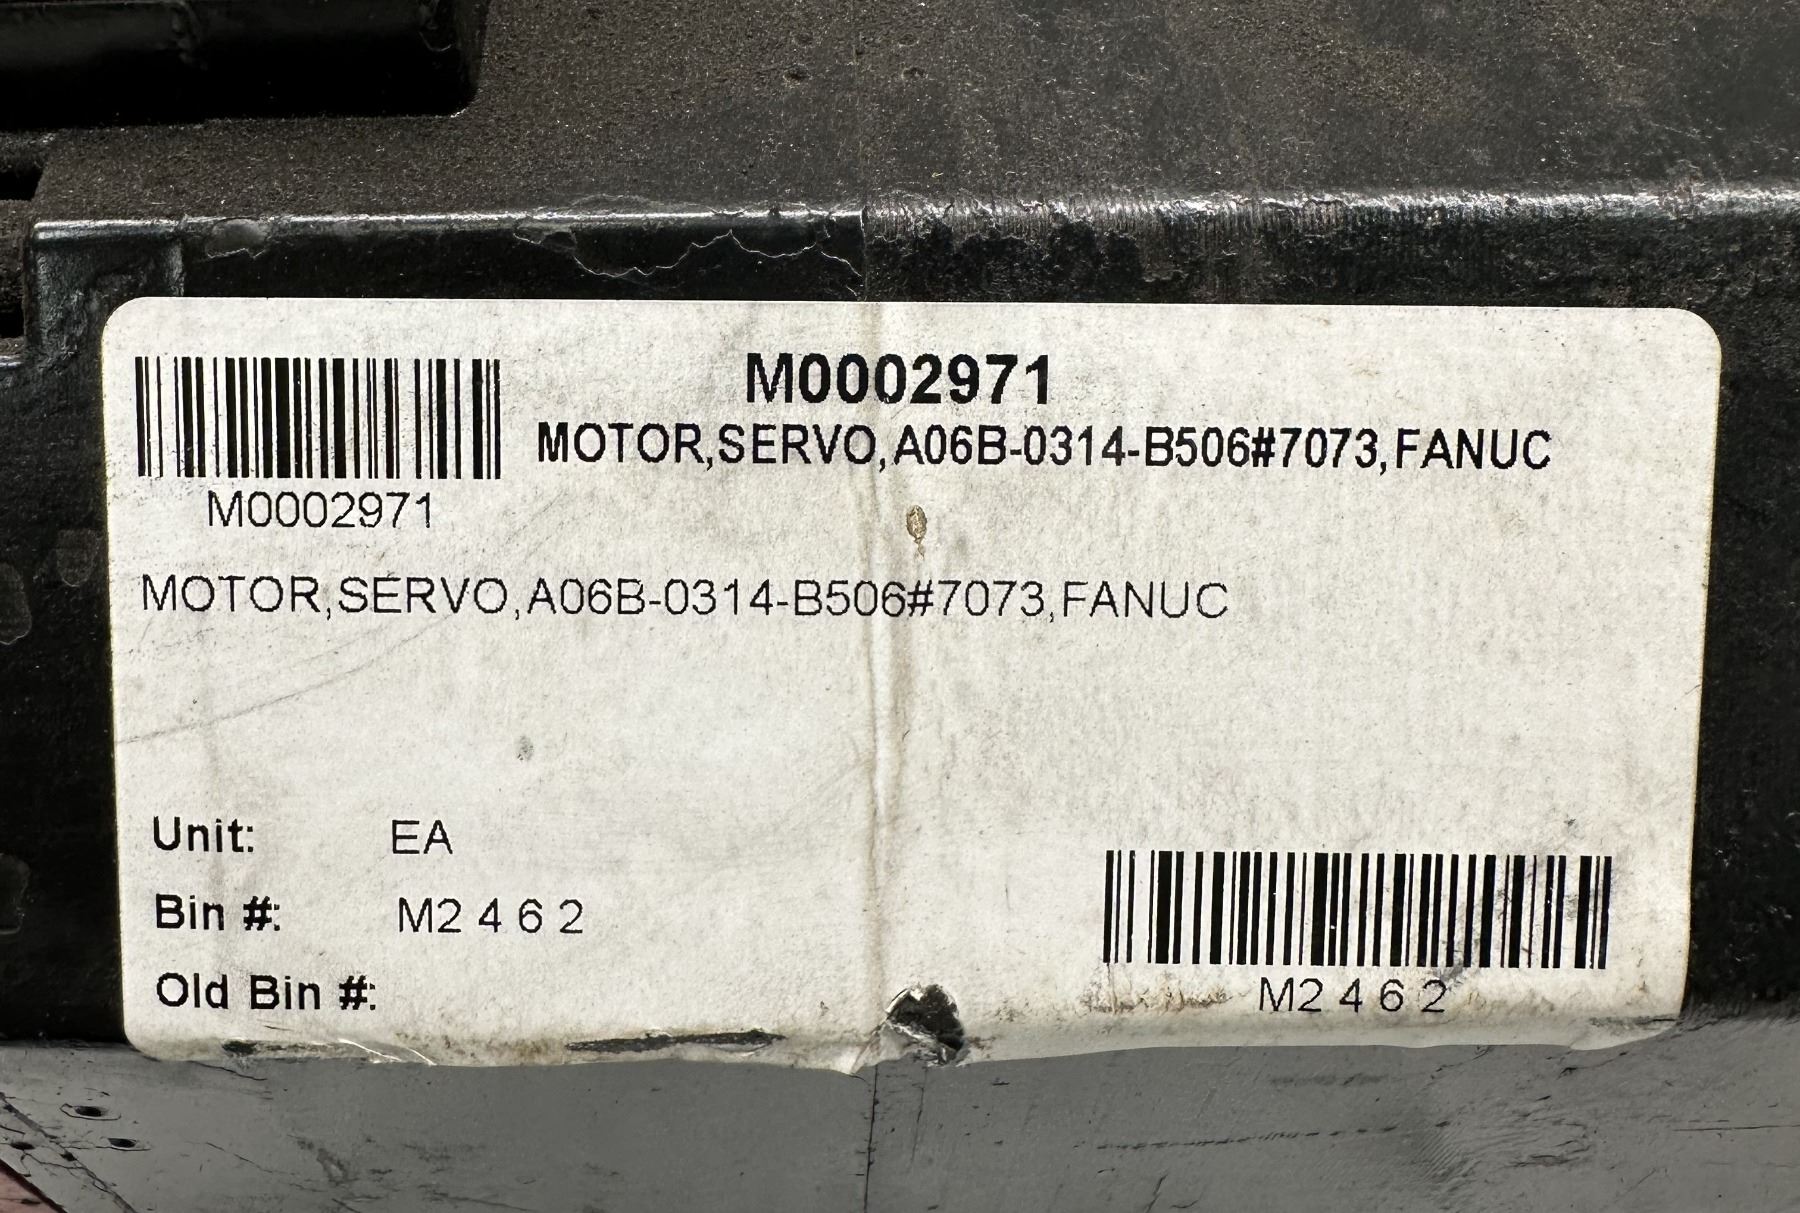 M0002971
MOTOR,SERVO,A06B-0314-B506#7073,FANUC
M0002971
MOTOR,SERVO,A06B-0314-B506#7073,FANUC
Unit: EA
Bin #: M2 4 6 2
Old Bin #:
M2 4 6 2